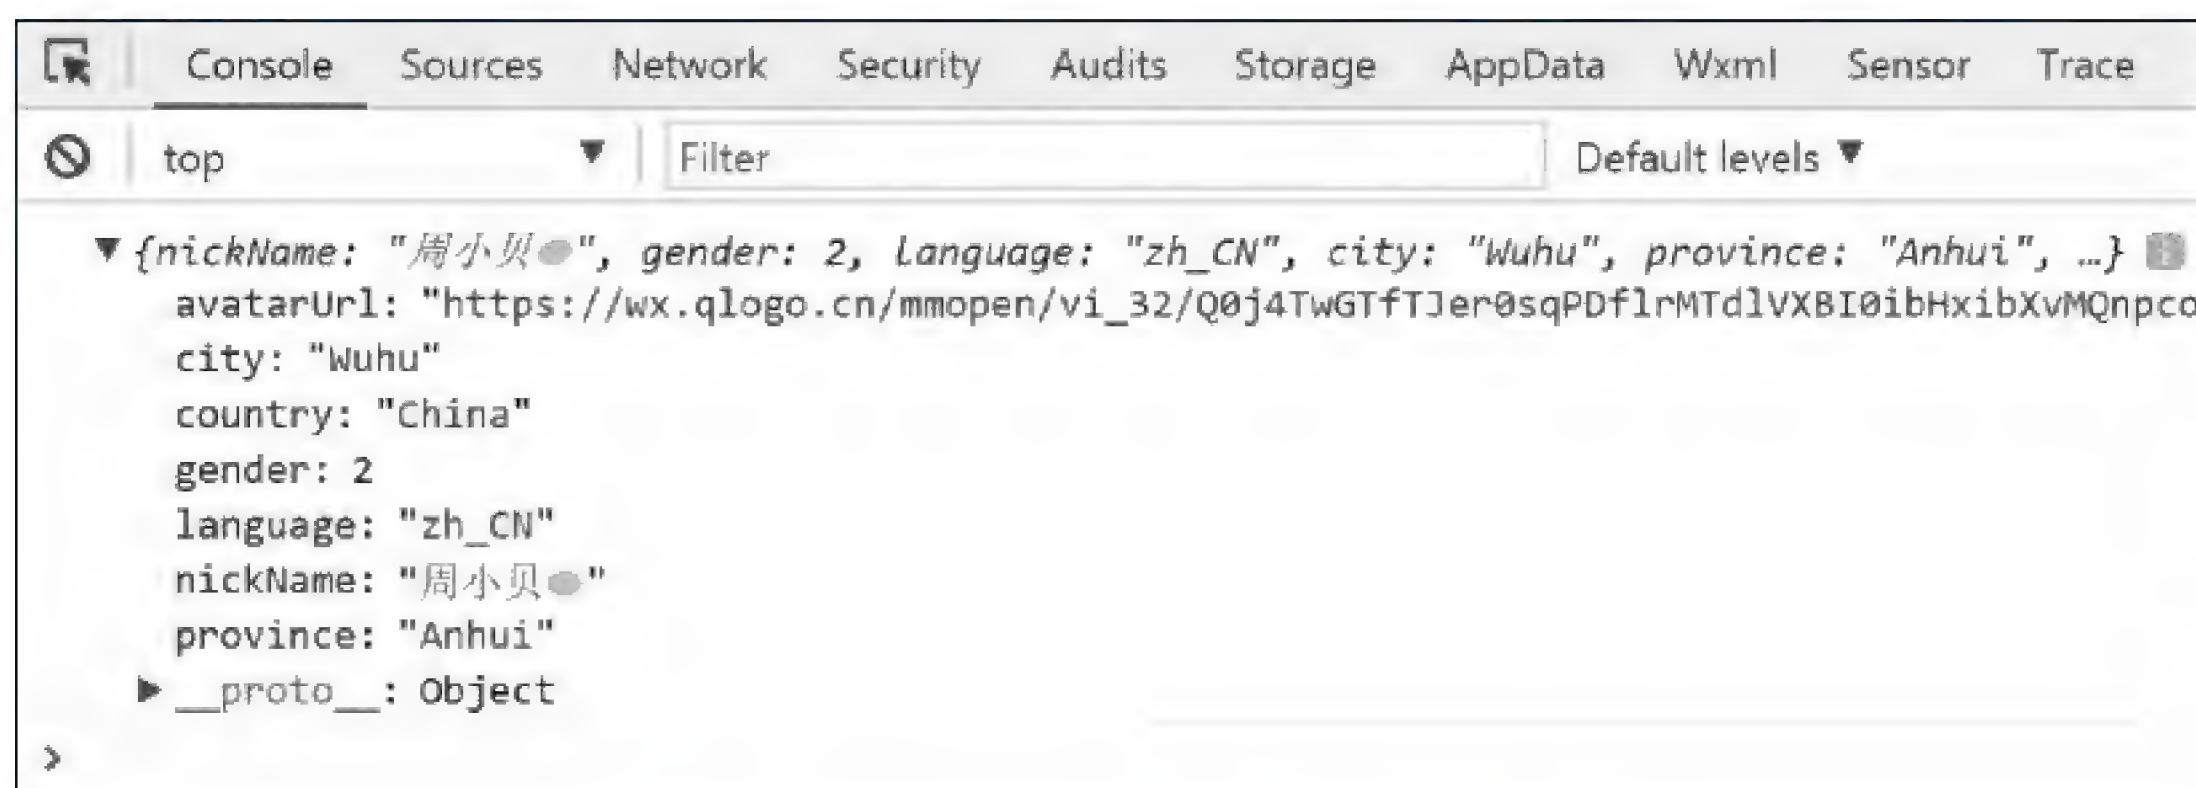 Console Sources Network Security Audits Storage AppData Wxml Sensor Trace
top Filter Default levels
{nickName: "周小贝", gender: 2, language: "zh_CN", city: "Wuhu", province: "Anhui", …}
avatarUrl: "https://wx.qlogo.cn/mmopen/vi_32/Q0j4TwGTfTJer0sqPDflrMTdlVXBI0ibHxibXvMQnpco
city: "Wuhu"
country: "China"
gender: 2
language: "zh_CN"
nickName: "周小贝"
province: "Anhui"
__proto__: Object